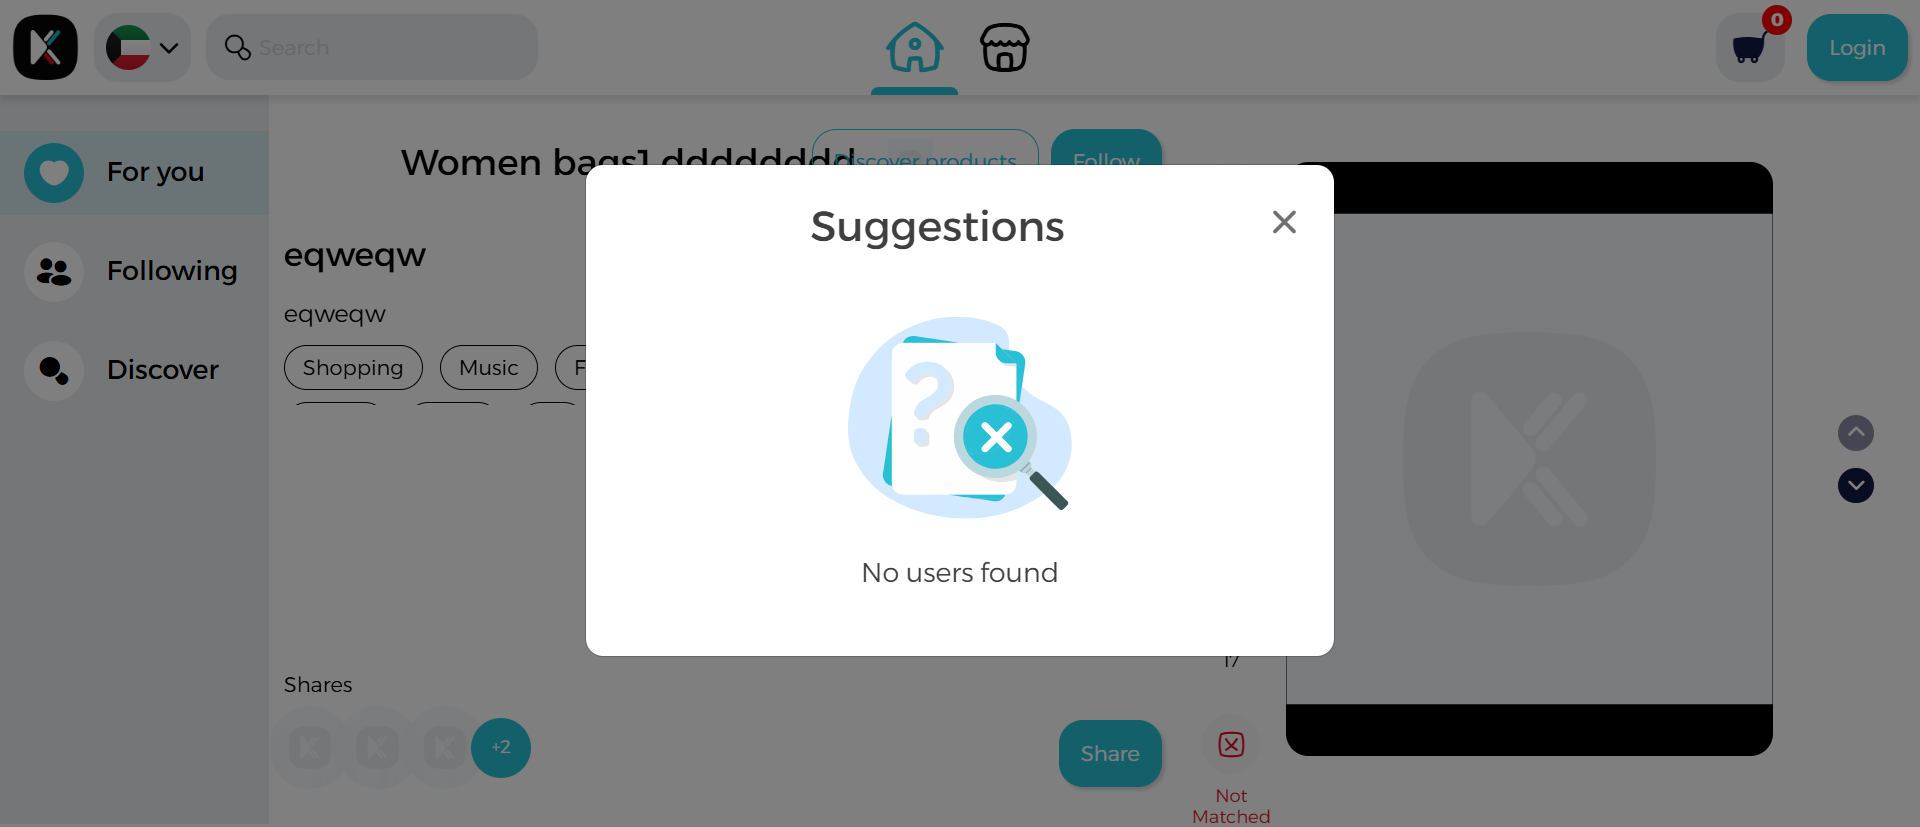 Search
0
Login
For you
Following
Discover
Women bags1 dddddddd
Discover products
Follow
eqweqw
eqweqw
Shopping
Music
F
Suggestions
No users found
17
Shares
+2
Share
Not
Matched